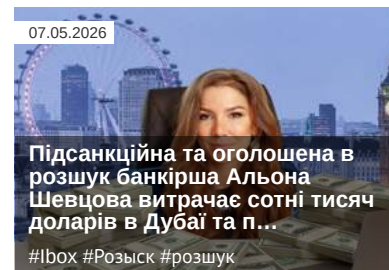 07.05.2026
Підсанкційна та оголошена в
розшук банкірша Альона
Шевцова витрачає сотні тисяч
доларів в Дубаї та п...
#Ibox #Розыск #розшук